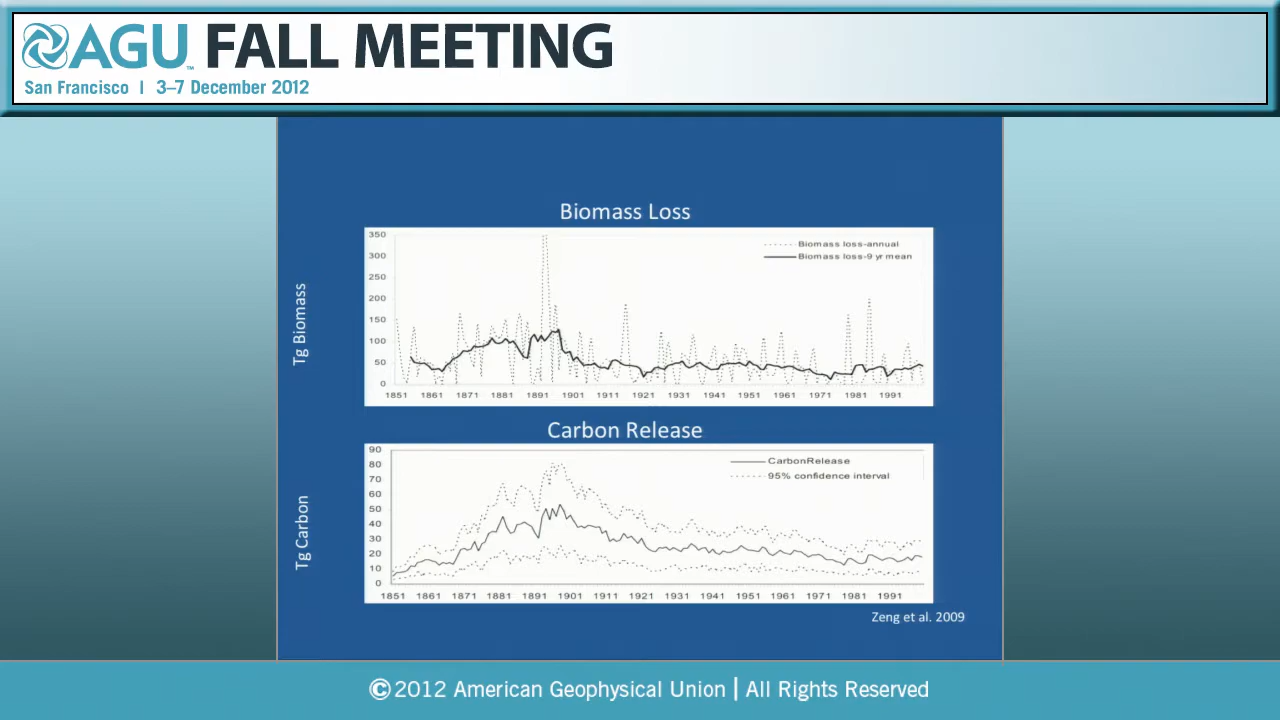 AGU™ FALL MEETING
San Francisco | 3–7 December 2012
Biomass Loss
Tg Biomass
350
300
250
200
150
100
50
0
Biomass loss-annual
Biomass loss-9 yr mean
1851 1861 1871 1881 1891 1901 1911 1921 1931 1941 1951 1961 1971 1981 1991
Carbon Release
Tg Carbon
90
80
70
60
50
40
30
20
10
0
CarbonRelease
95% confidence interval
1851 1861 1871 1881 1891 1901 1911 1921 1931 1941 1951 1961 1971 1981 1991
Zeng et al. 2009
©2012 American Geophysical Union | All Rights Reserved